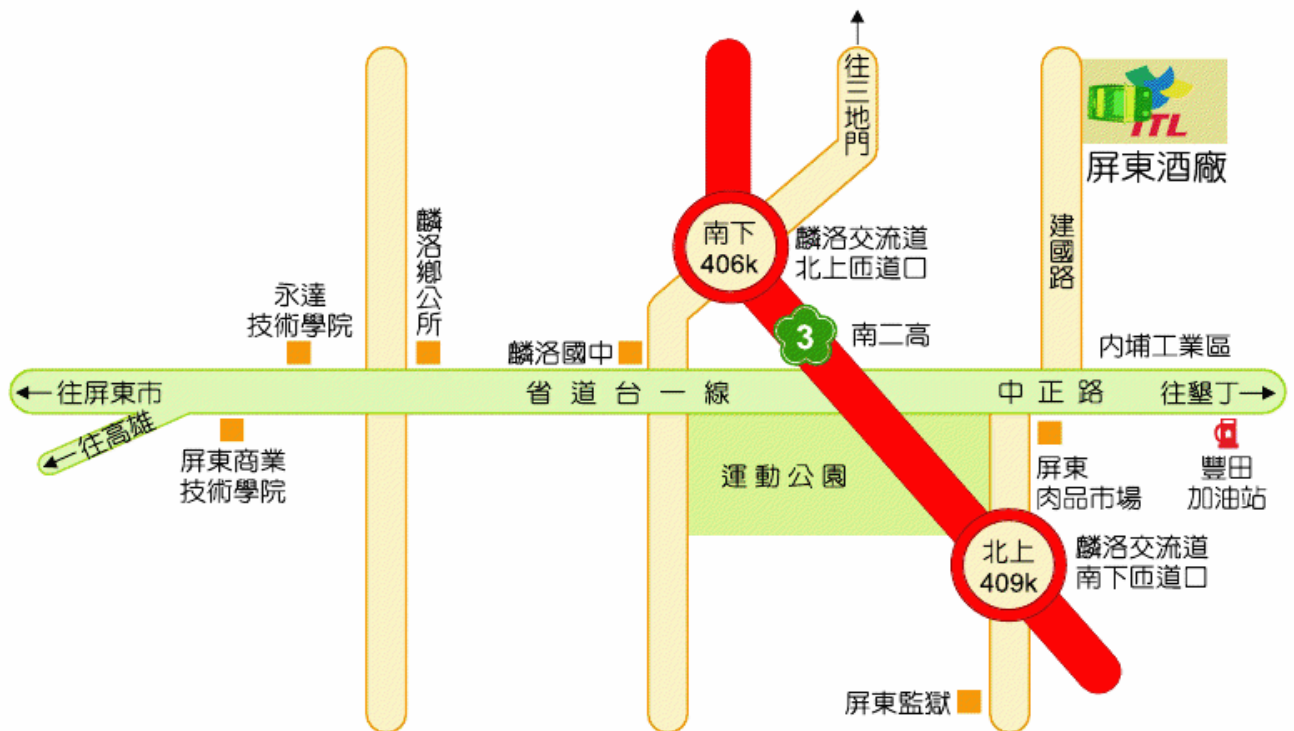 往三地門
TTL
屏東酒廠
南下
406k
麟洛交流道
北上匝道口
建國路
麟洛鄉公所
永達
技術學院
麟洛國中
3
南二高
內埔工業區
往屏東市
省道台一線
中正路
往墾丁
往高雄
屏東商業
技術學院
運動公園
屏東
肉品市場
豐田
加油站
北上
409k
麟洛交流道
南下匝道口
屏東監獄